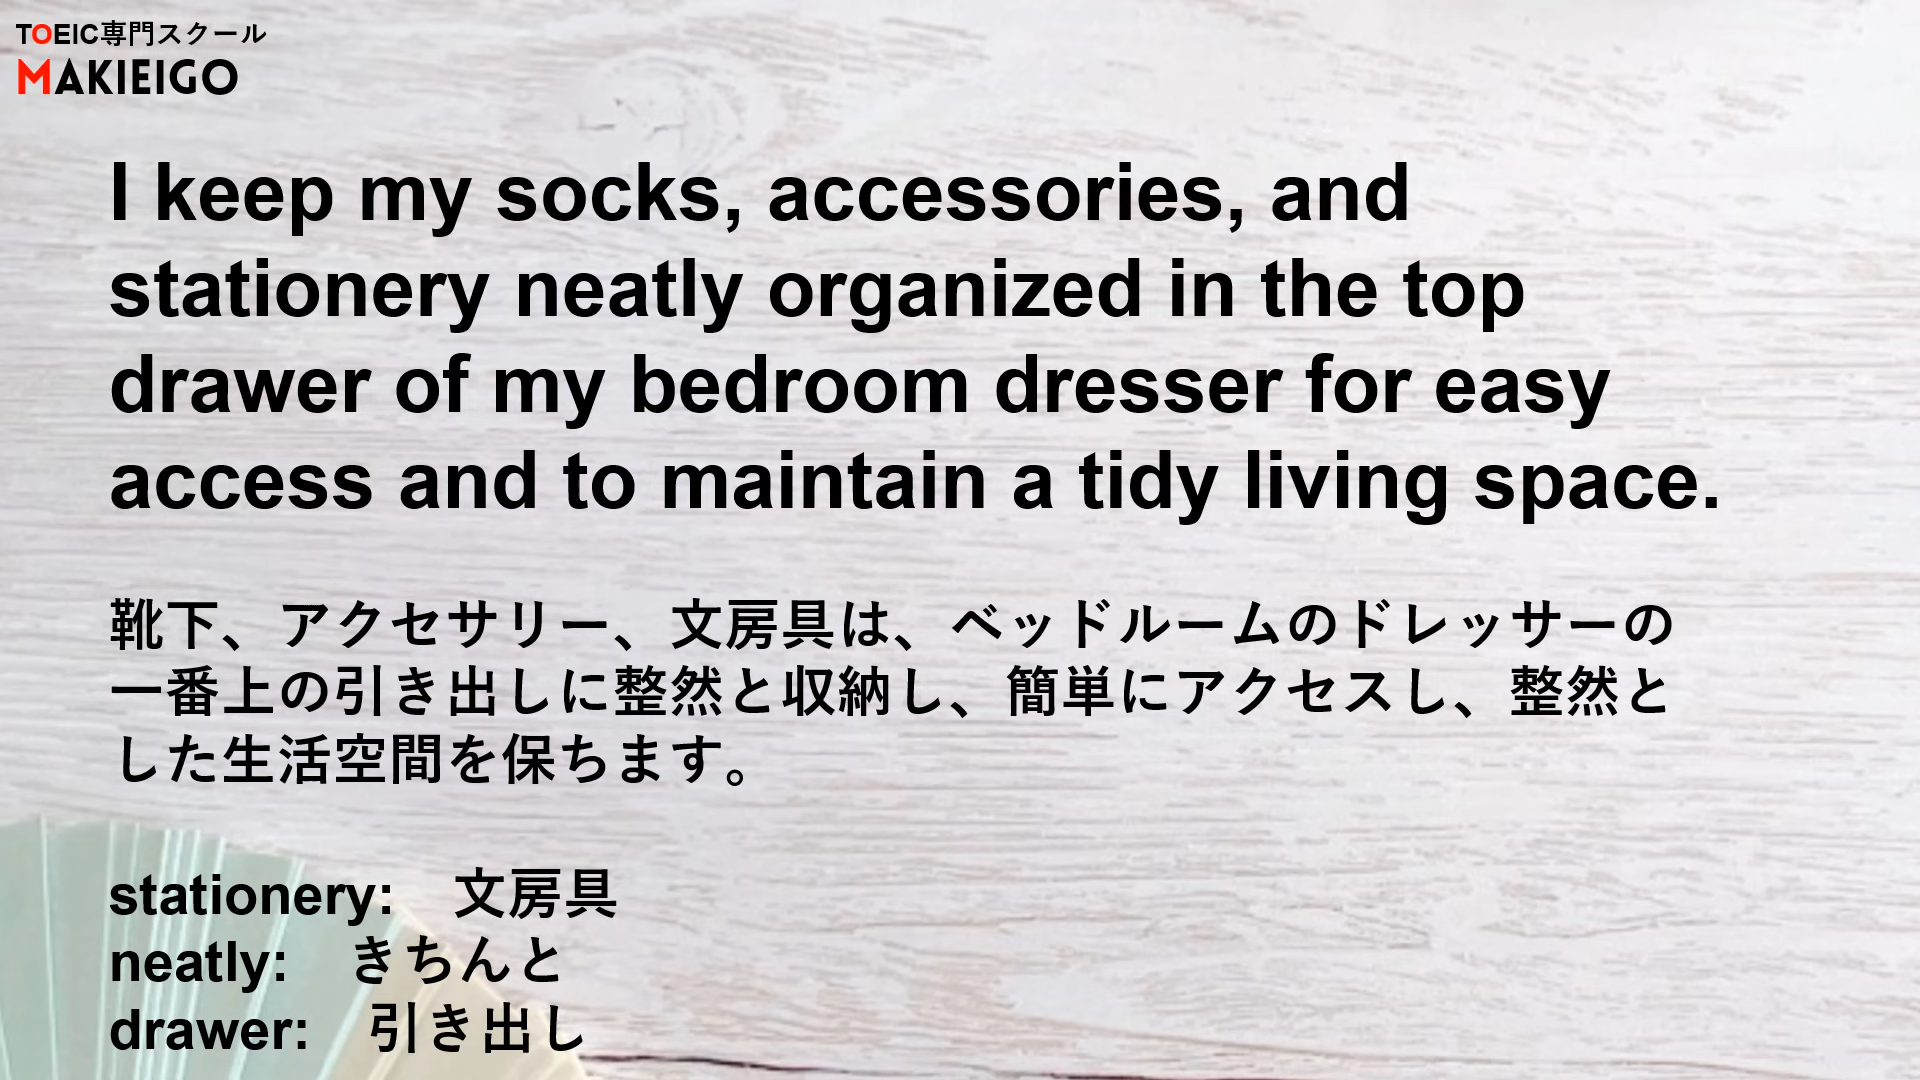 TOEIC専門スクール
MAKIEIGO
I keep my socks, accessories, and
stationery neatly organized in the top
drawer of my bedroom dresser for easy
access and to maintain a tidy living space.
靴下、アクセサリー、文房具は、ベッドルームのドレッサーの
一番上の引き出しに整然と収納し、簡単にアクセスし、整然と
した生活空間を保ちます。
stationery:　文房具
neatly:　きちんと
drawer:　引き出し